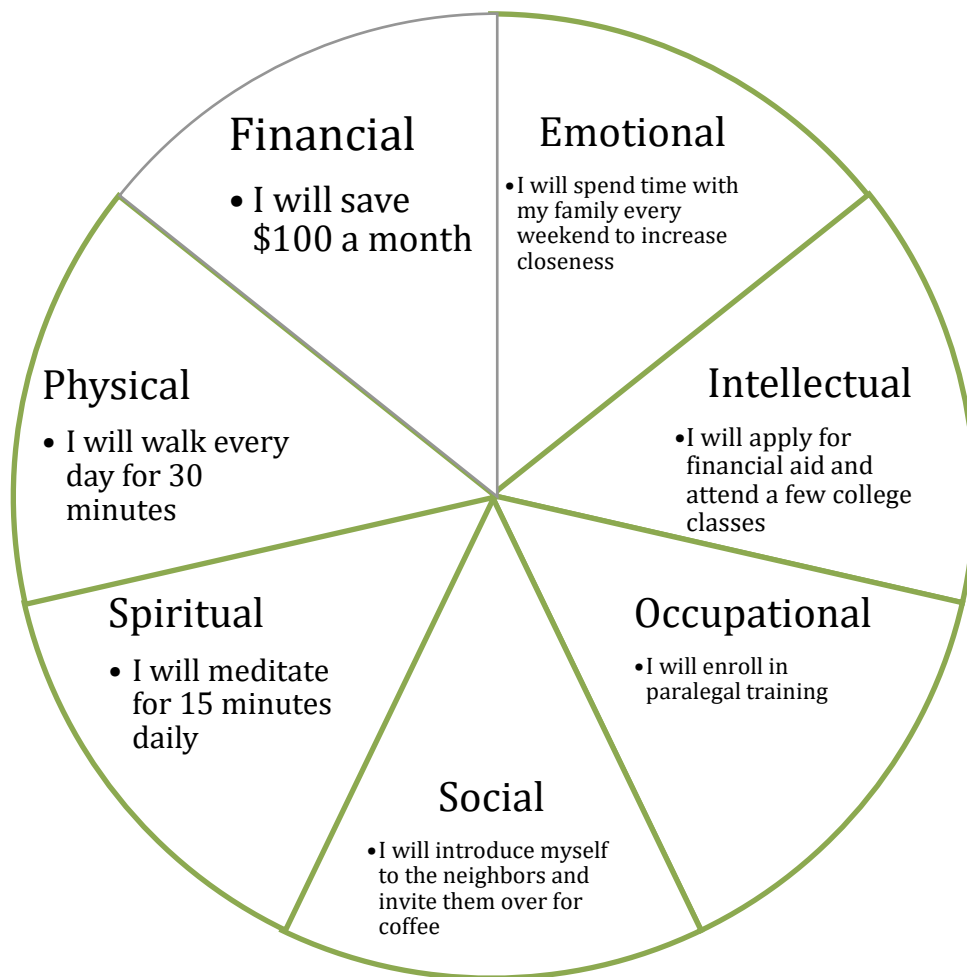 Financial
• I will save
$100 a month
Emotional
•I will spend time with
my family every
weekend to increase
closeness
Intellectual
•I will apply for
financial aid and
attend a few college
classes
Occupational
•I will enroll in
paralegal training
Social
•I will introduce myself
to the neighbors and
invite them over for
coffee
Spiritual
• I will meditate
for 15 minutes
daily
Physical
• I will walk every
day for 30
minutes